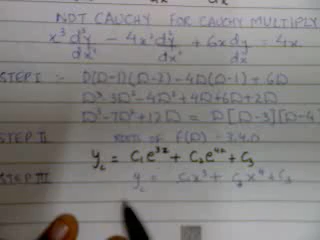 NOT CAUCHY FOR CAUCHY MULTIPLY
x³ d³y/dx³ - 4x² d²y/dx² + 6x dy/dx = 4x
STEP I :- D(D-1)(D-2) - 4D(D-1) + 6D
D³-3D²-4D²+4D+6D+2D
D³-7D²+12D = D[D-3][D-4]
STEP II ROOTS OF f(D) = 3,4,0
y_c = C₁e^3z + C₂e^4z + C₃
STEP III y_c = C₁x³ + C₂x⁴ + C₃